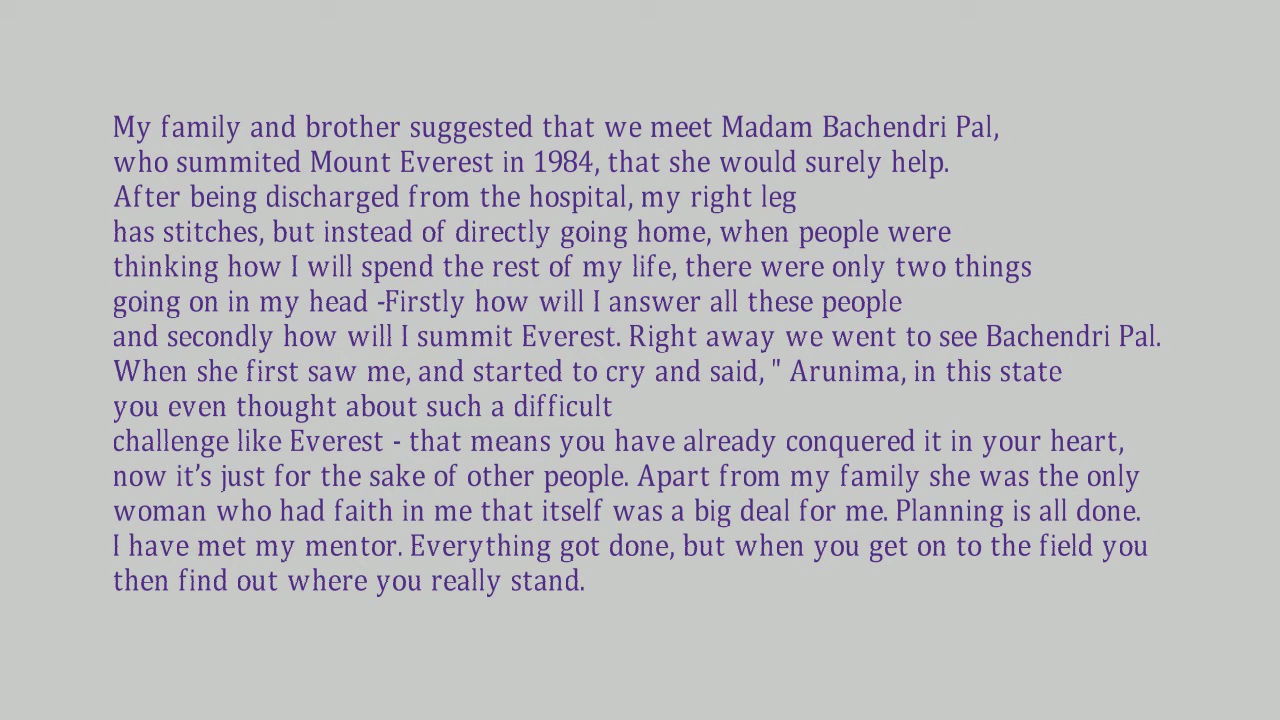 My family and brother suggested that we meet Madam Bachendri Pal,
who summited Mount Everest in 1984, that she would surely help.
After being discharged from the hospital, my right leg
has stitches, but instead of directly going home, when people were
thinking how I will spend the rest of my life, there were only two things
going on in my head -Firstly how will I answer all these people
and secondly how will I summit Everest. Right away we went to see Bachendri Pal.
When she first saw me, and started to cry and said, " Arunima, in this state
you even thought about such a difficult
challenge like Everest - that means you have already conquered it in your heart,
now it’s just for the sake of other people. Apart from my family she was the only
woman who had faith in me that itself was a big deal for me. Planning is all done.
I have met my mentor. Everything got done, but when you get on to the field you
then find out where you really stand.